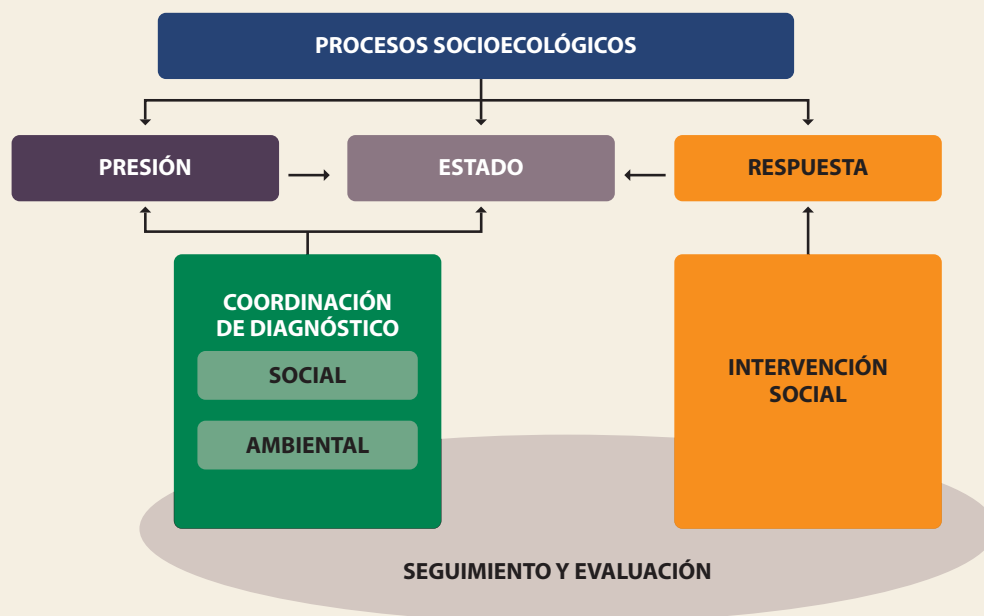 PROCESOS SOCIOECOLÓGICOS
PRESIÓN
ESTADO
RESPUESTA
COORDINACIÓN
DE DIAGNÓSTICO
SOCIAL
AMBIENTAL
INTERVENCIÓN
SOCIAL
SEGUIMIENTO Y EVALUACIÓN